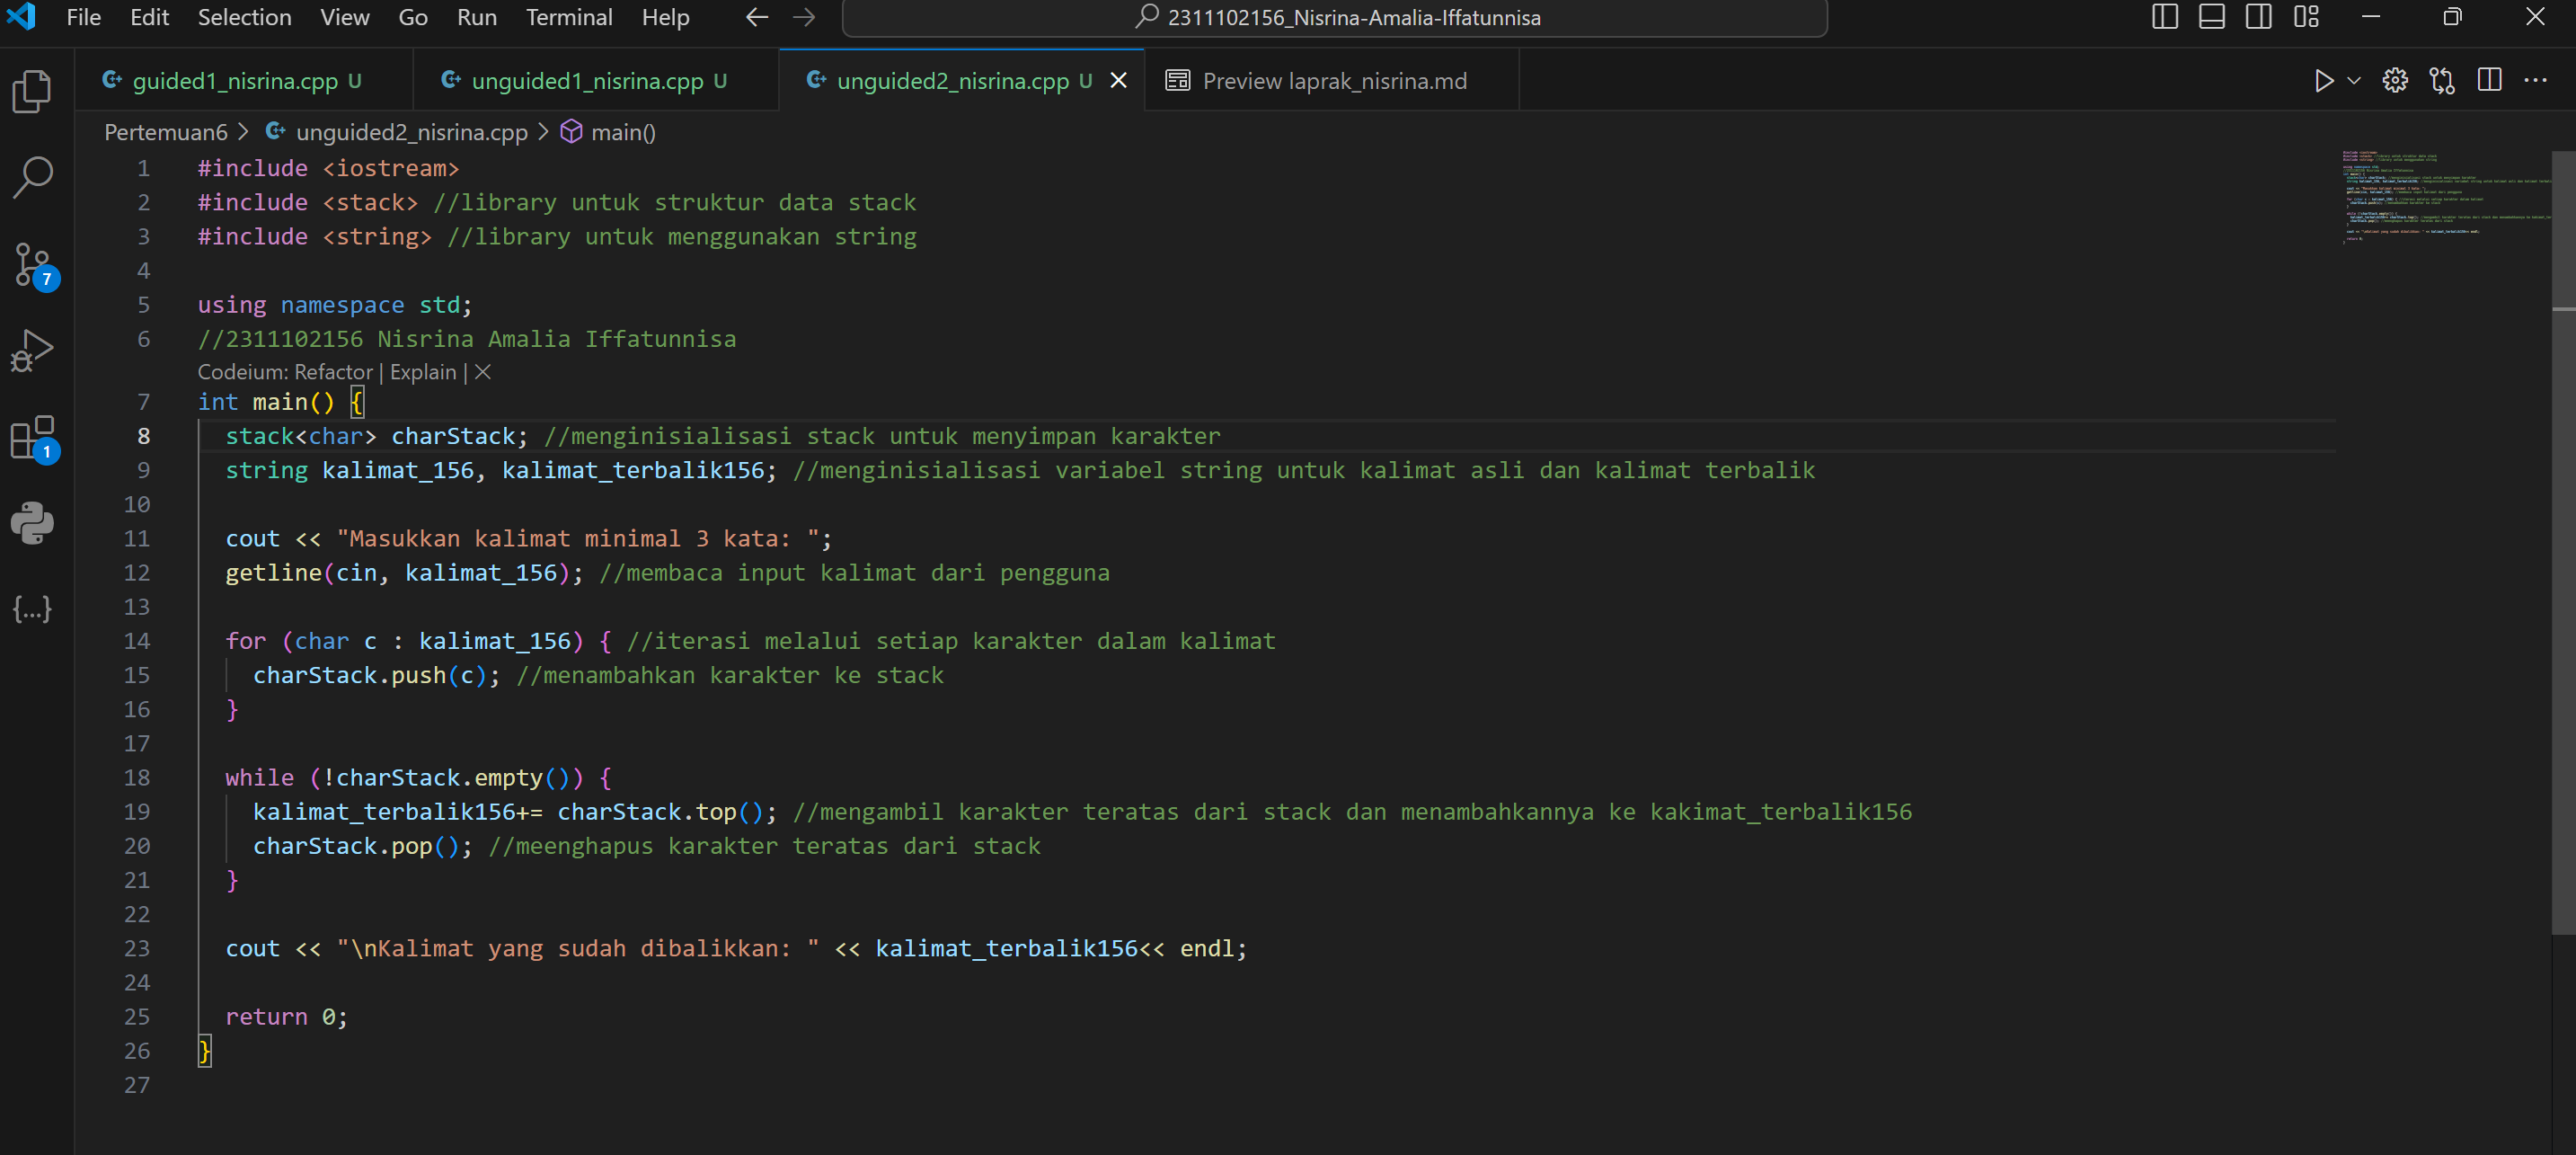 File Edit Selection View Go Run Terminal Help 2311102156_Nisrina-Amalia-Iffatunnisa
guided1_nisrina.cpp U unguided1_nisrina.cpp U unguided2_nisrina.cpp U Preview laprak_nisrina.md
Pertemuan6 > unguided2_nisrina.cpp > main()
1 #include <iostream>
2 #include <stack> //library untuk struktur data stack
3 #include <string> //library untuk menggunakan string
4
5 using namespace std;
6 //2311102156 Nisrina Amalia Iffatunnisa
Codeium: Refactor | Explain | ×
7 int main() {
8 stack<char> charStack; //menginisialisasi stack untuk menyimpan karakter
9 string kalimat_156, kalimat_terbalik156; //menginisialisasi variabel string untuk kalimat asli dan kalimat terbalik
10
11 cout << "Masukkan kalimat minimal 3 kata: ";
12 getline(cin, kalimat_156); //membaca input kalimat dari pengguna
13
14 for (char c : kalimat_156) { //iterasi melalui setiap karakter dalam kalimat
15 charStack.push(c); //menambahkan karakter ke stack
16 }
17
18 while (!charStack.empty()) {
19 kalimat_terbalik156+= charStack.top(); //mengambil karakter teratas dari stack dan menambahkannya ke kakimat_terbalik156
20 charStack.pop(); //meenghapus karakter teratas dari stack
21 }
22
23 cout << "\nKalimat yang sudah dibalikkan: " << kalimat_terbalik156<< endl;
24
25 return 0;
26 }
27
7
1
{...}